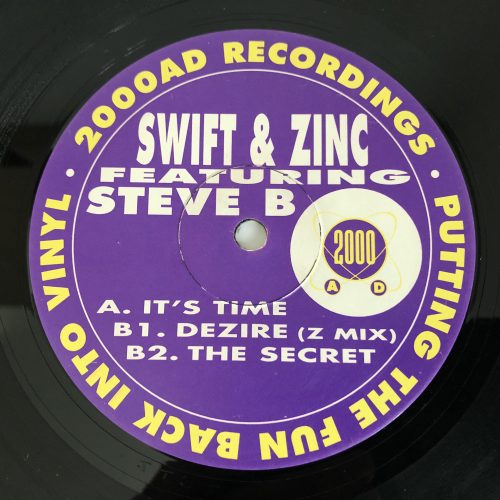 2000AD RECORDINGS · PUTTING THE FUN BACK INTO VINYL ·
SWIFT & ZINC
FEATURING
STEVE B
2000
A D
A. IT'S TIME
B1. DEZIRE (Z MIX)
B2. THE SECRET